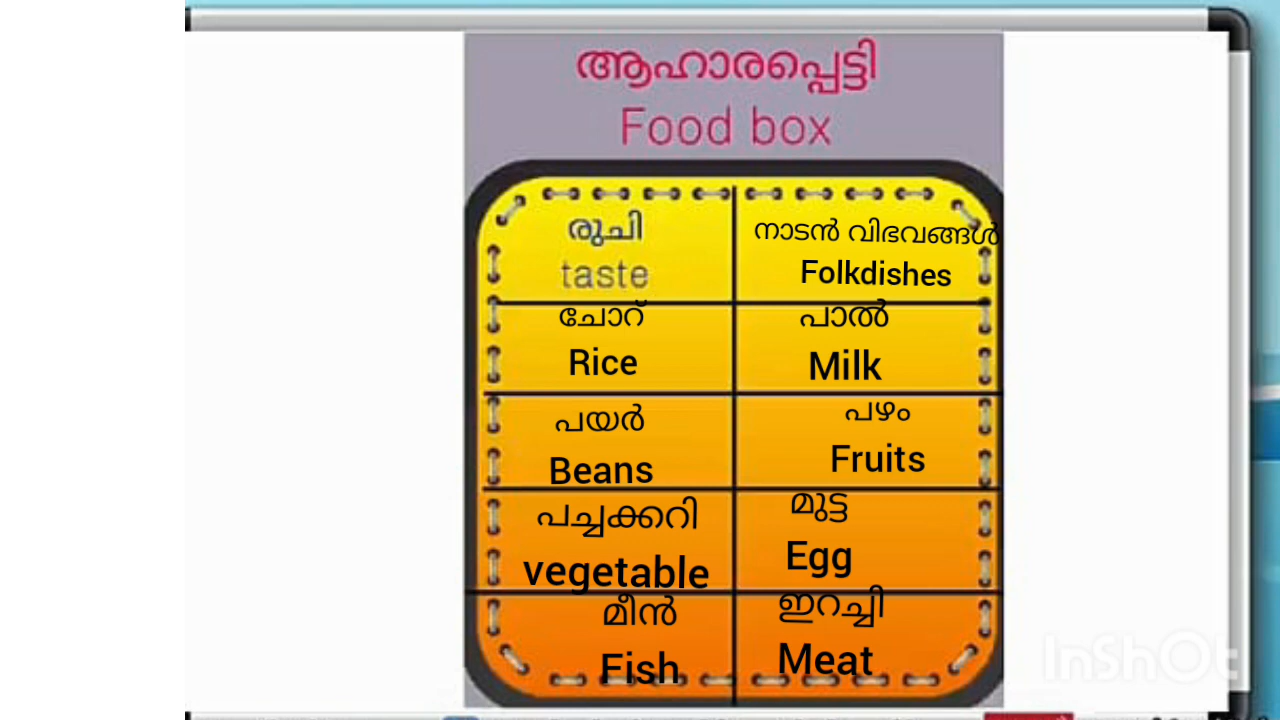 ആഹാരപ്പെട്ടി
Food box
രുചി
taste
നാടൻ വിഭവങ്ങൾ
Folkdishes
ചോറ്
Rice
പാൽ
Milk
പയർ
Beans
പഴം
Fruits
പച്ചക്കറി
vegetable
മുട്ട
Egg
മീൻ
Fish
ഇറച്ചി
Meat
InShOt